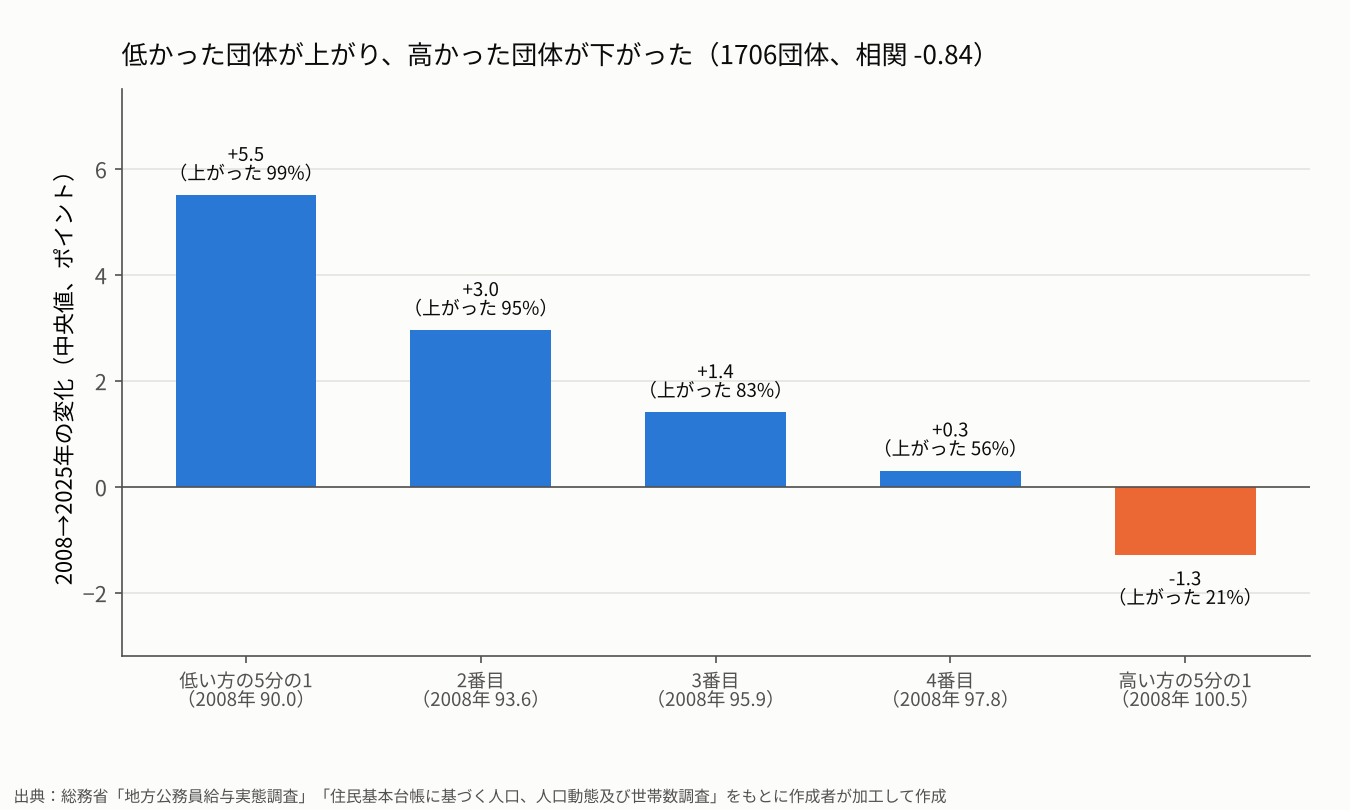 低かった団体が上がり、高かった団体が下がった（1706団体、相関 -0.84）
2008→2025年の変化（中央値、ポイント）
6
4
2
0
−2
+5.5
（上がった 99%）
+3.0
（上がった 95%）
+1.4
（上がった 83%）
+0.3
（上がった 56%）
-1.3
（上がった 21%）
低い方の5分の1
（2008年 90.0）
2番目
（2008年 93.6）
3番目
（2008年 95.9）
4番目
（2008年 97.8）
高い方の5分の1
（2008年 100.5）
出典：総務省「地方公務員給与実態調査」「住民基本台帳に基づく人口、人口動態及び世帯数調査」をもとに作成者が加工して作成